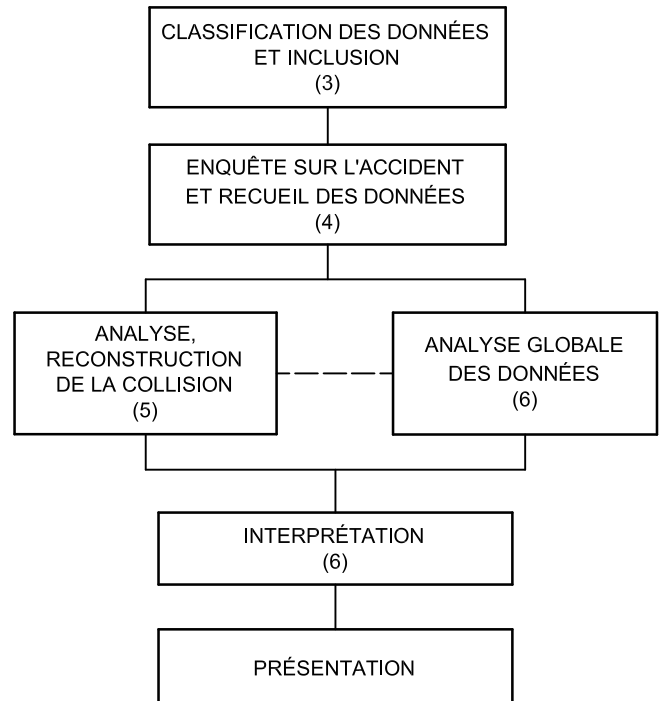 CLASSIFICATION DES DONNÉES
ET INCLUSION
(3)
ENQUÊTE SUR L'ACCIDENT
ET RECUEIL DES DONNÉES
(4)
ANALYSE,
RECONSTRUCTION
DE LA COLLISION
(5)
ANALYSE GLOBALE
DES DONNÉES
(6)
INTERPRÉTATION
(6)
PRÉSENTATION